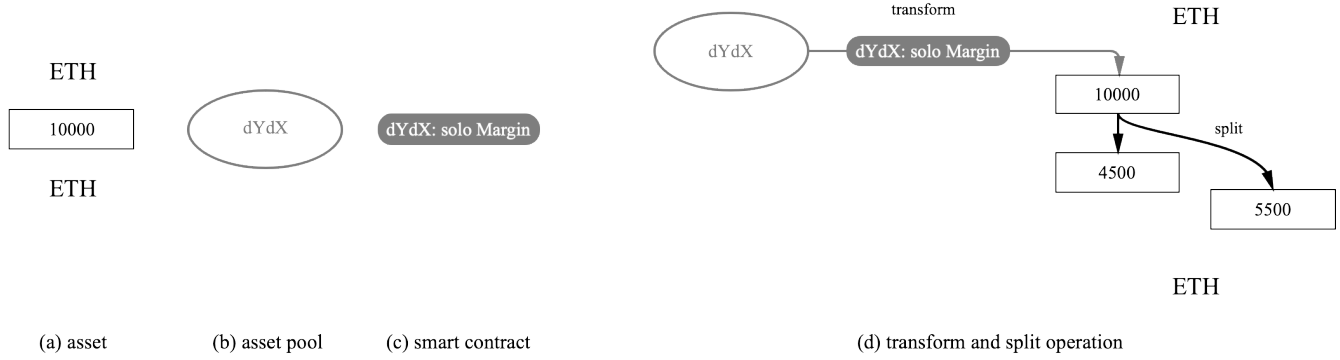 ETH
10000
ETH
dYdX
dYdX: solo Margin
dYdX
transform
dYdX: solo Margin
ETH
10000
split
4500
5500
ETH
(a) asset
(b) asset pool
(c) smart contract
(d) transform and split operation